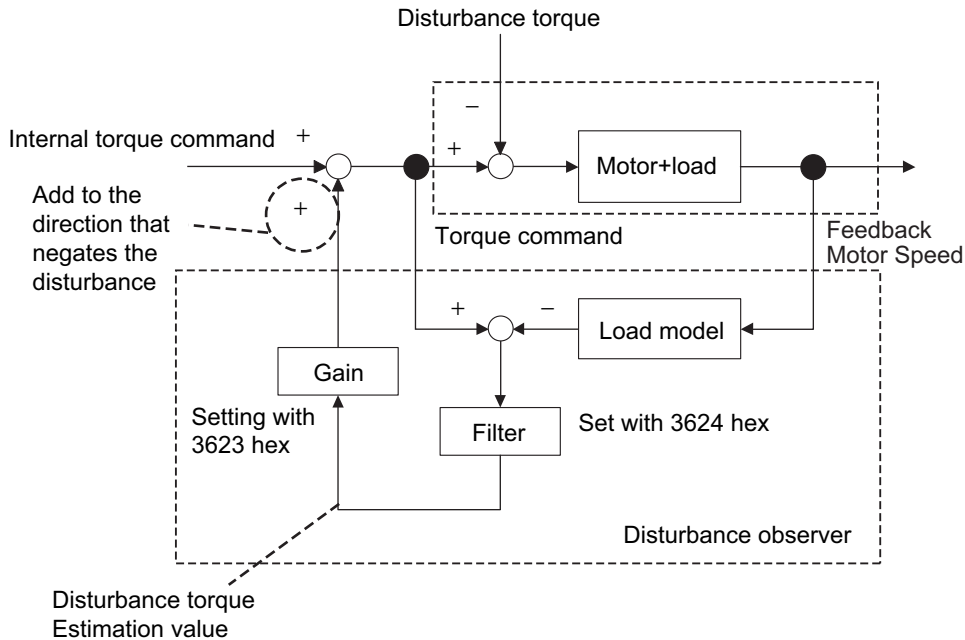 Disturbance torque
−
Internal torque command
+
+
Motor+load
Add to the
direction that
negates the
disturbance
+
Torque command
Feedback
Motor Speed
+
−
Load model
Gain
Setting with
3623 hex
Filter
Set with 3624 hex
Disturbance observer
Disturbance torque
Estimation value